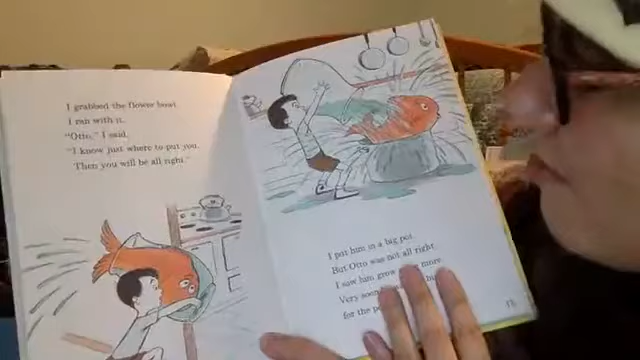 I grabbed the flower bowl.
I ran with it.
"Otto," I said,
"I know just where to put you.
Then you will be all right."
I put him in a big pot.
But Otto was not all right.
I saw him grow more.
Very soon
for the